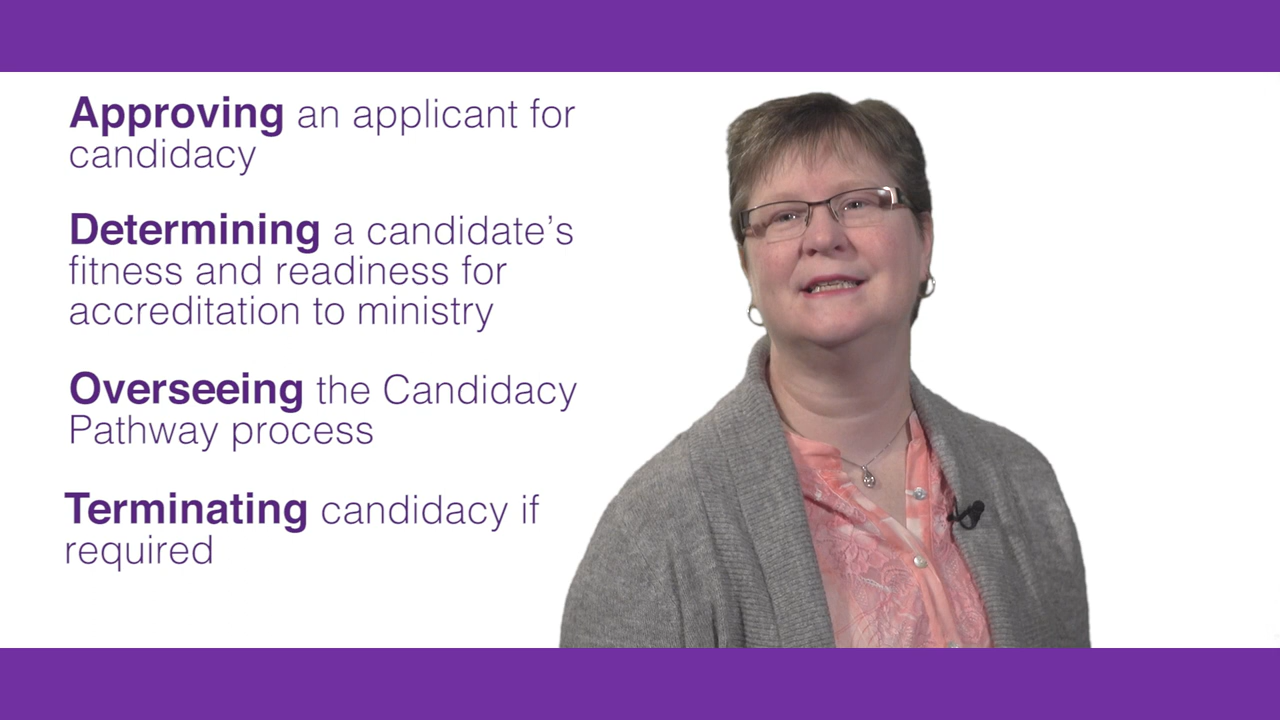 Approving an applicant for
candidacy
Determining a candidate's
fitness and readiness for
accreditation to ministry
Overseeing the Candidacy
Pathway process
Terminating candidacy if
required